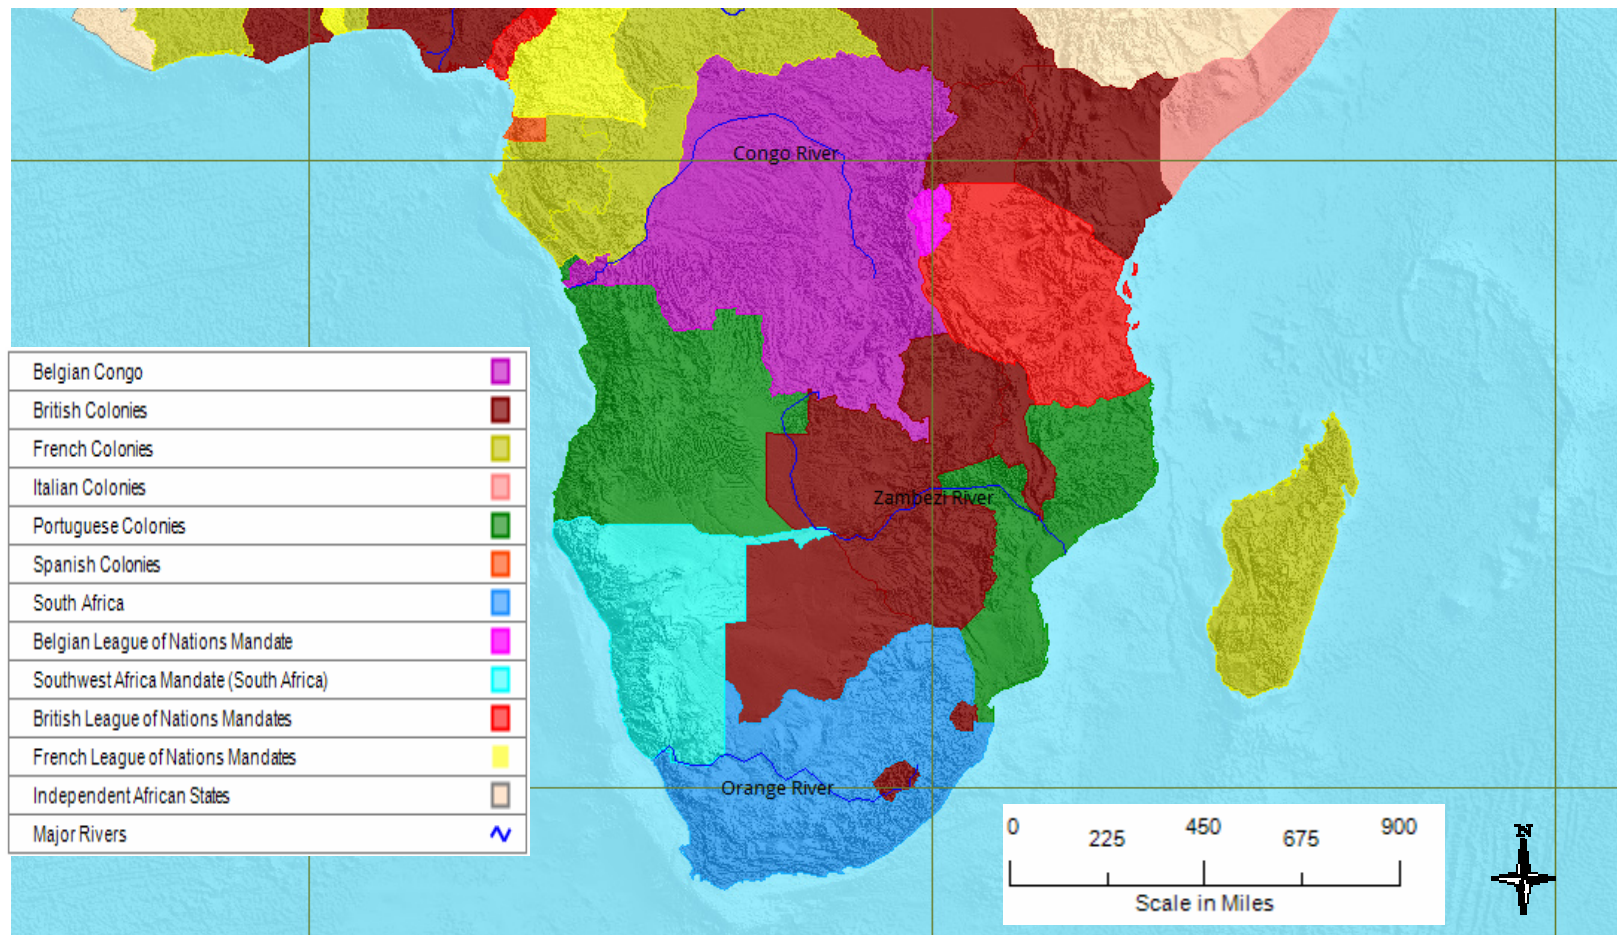 Congo River
Zambezi River
Orange River
Belgian Congo
British Colonies
French Colonies
Italian Colonies
Portuguese Colonies
Spanish Colonies
South Africa
Belgian League of Nations Mandate
Southwest Africa Mandate (South Africa)
British League of Nations Mandates
French League of Nations Mandates
Independent African States
Major Rivers
0 225 450 675 900
Scale in Miles
N